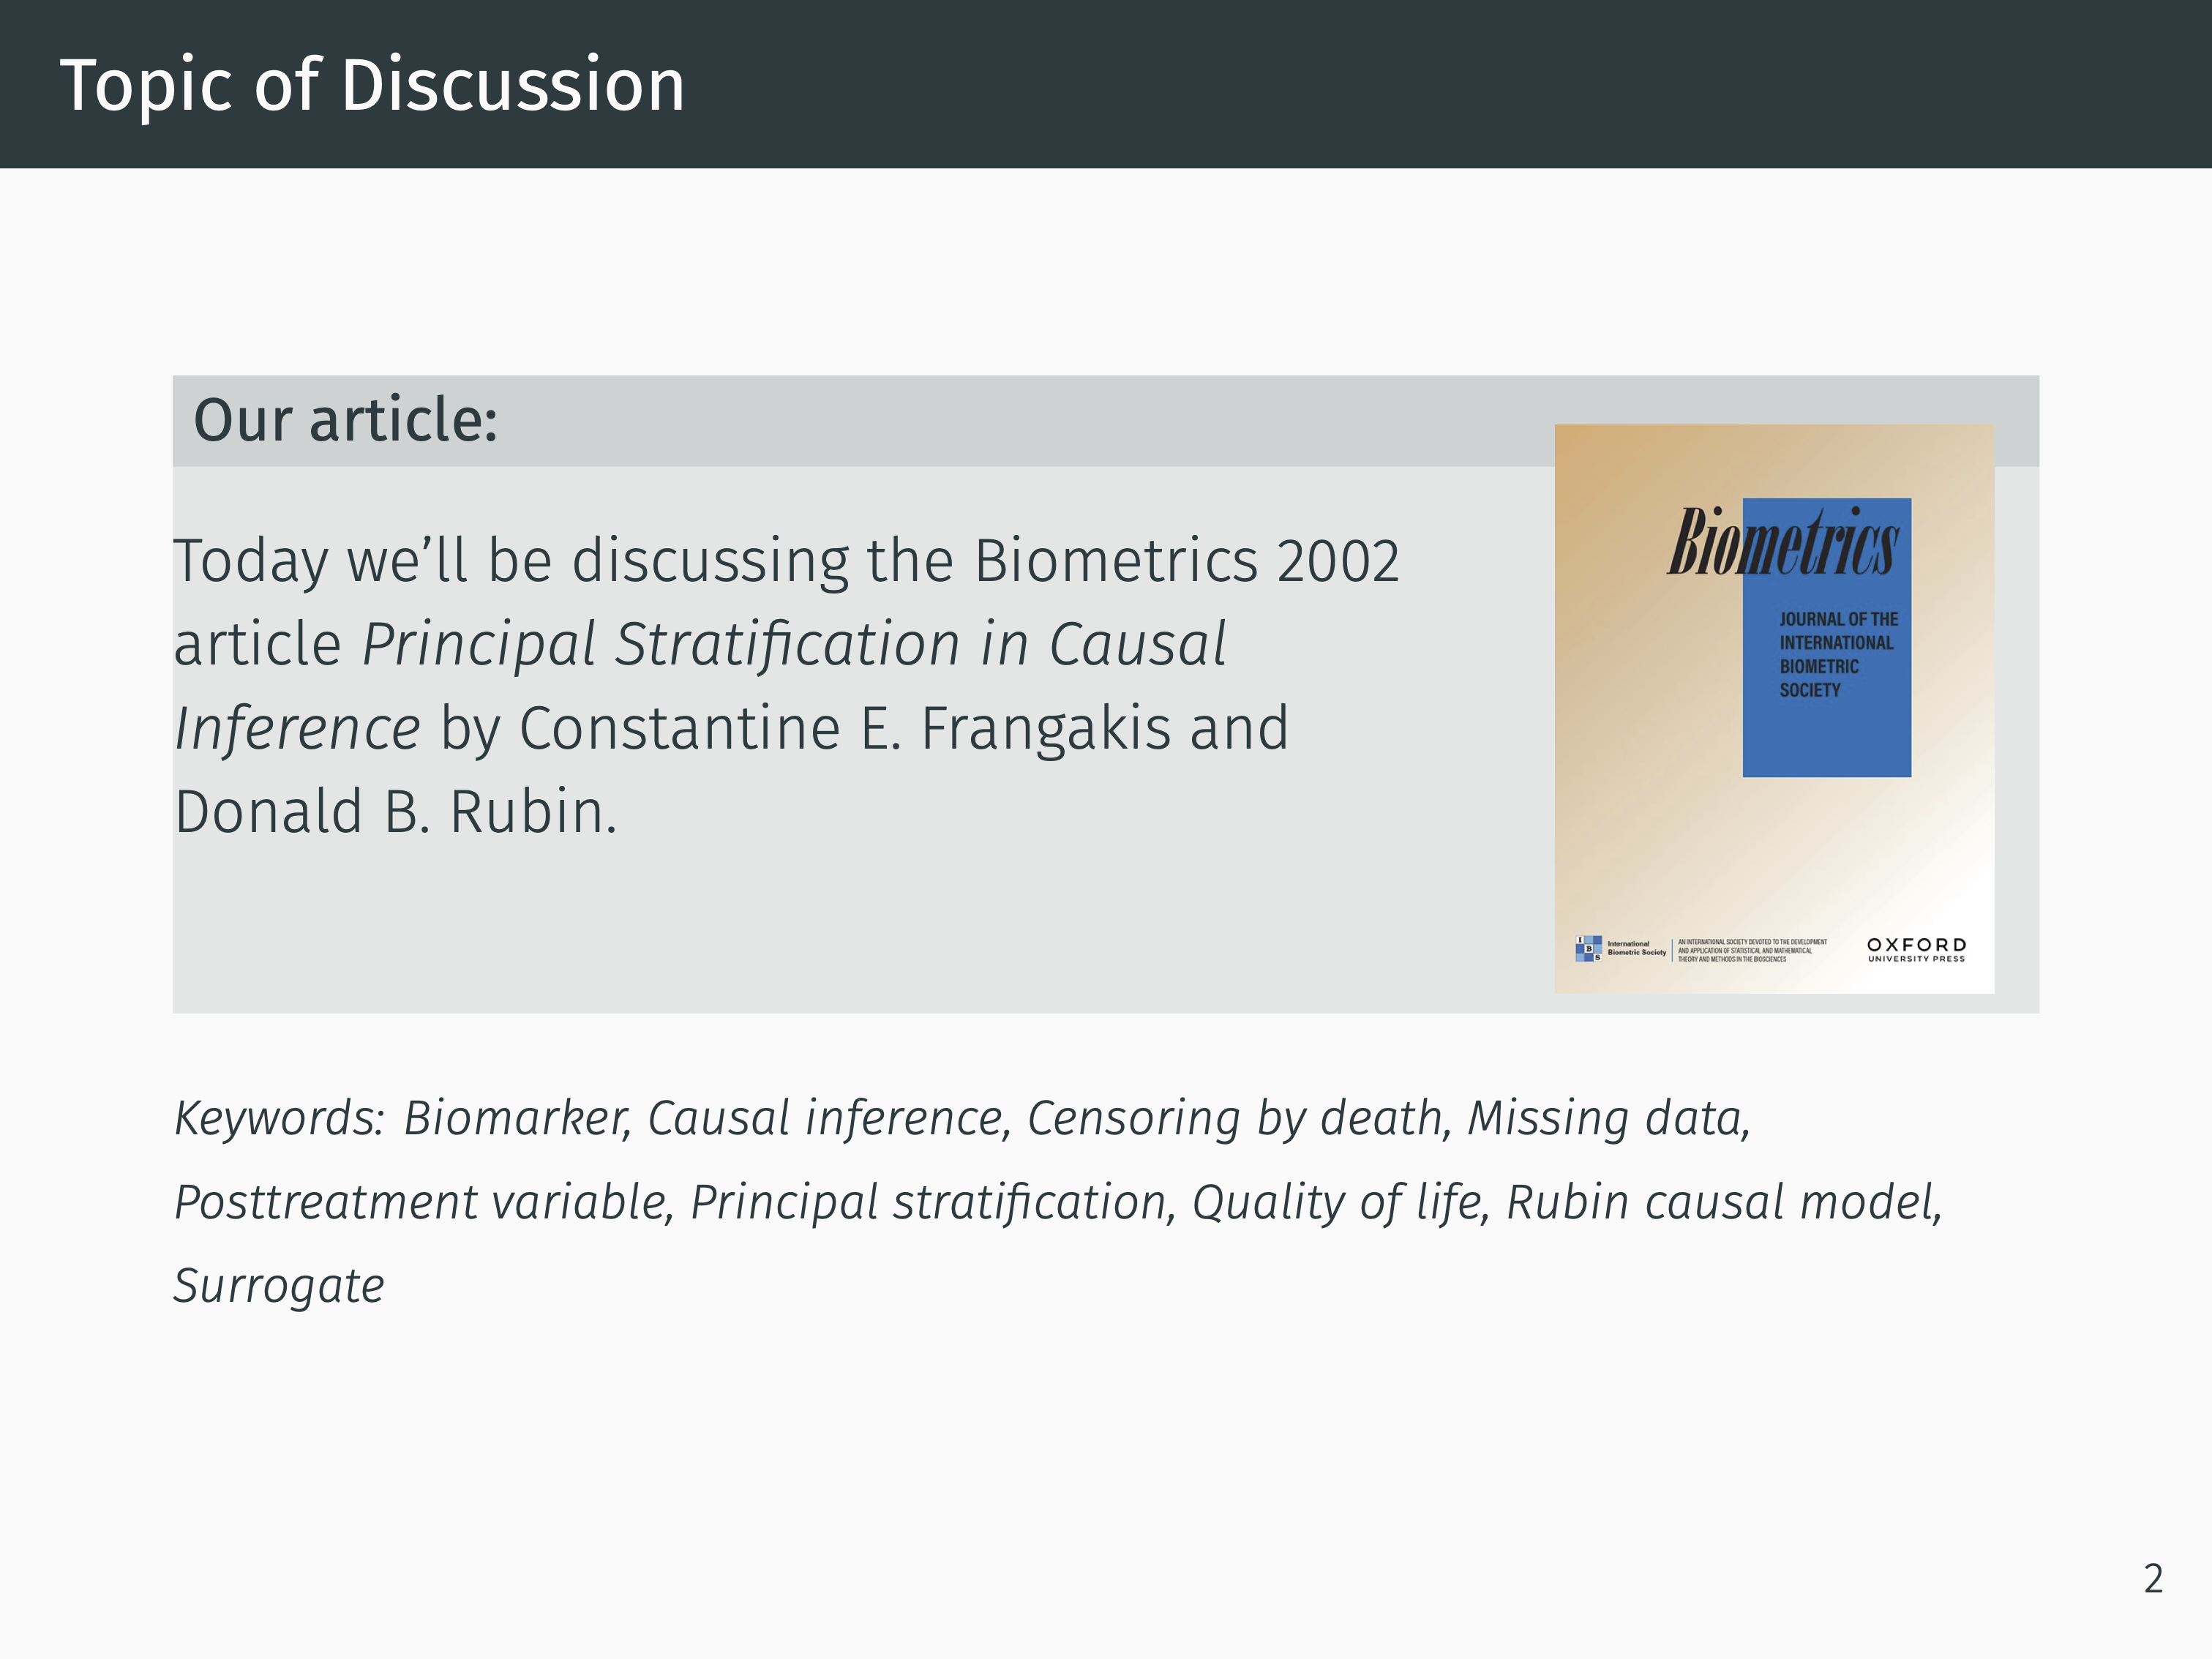 Topic of Discussion
Our article:
Today we’ll be discussing the Biometrics 2002
article Principal Stratification in Causal
Inference by Constantine E. Frangakis and
Donald B. Rubin.
Biometrics
JOURNAL OF THE
INTERNATIONAL
BIOMETRIC
SOCIETY
I
B
S
International
Biometric Society
AN INTERNATIONAL SOCIETY DEVOTED TO THE DEVELOPMENT
AND APPLICATION OF STATISTICAL AND MATHEMATICAL
THEORY AND METHODS IN THE BIOSCIENCES
OXFORD
UNIVERSITY PRESS
Keywords: Biomarker, Causal inference, Censoring by death, Missing data,
Posttreatment variable, Principal stratification, Quality of life, Rubin causal model,
Surrogate
2